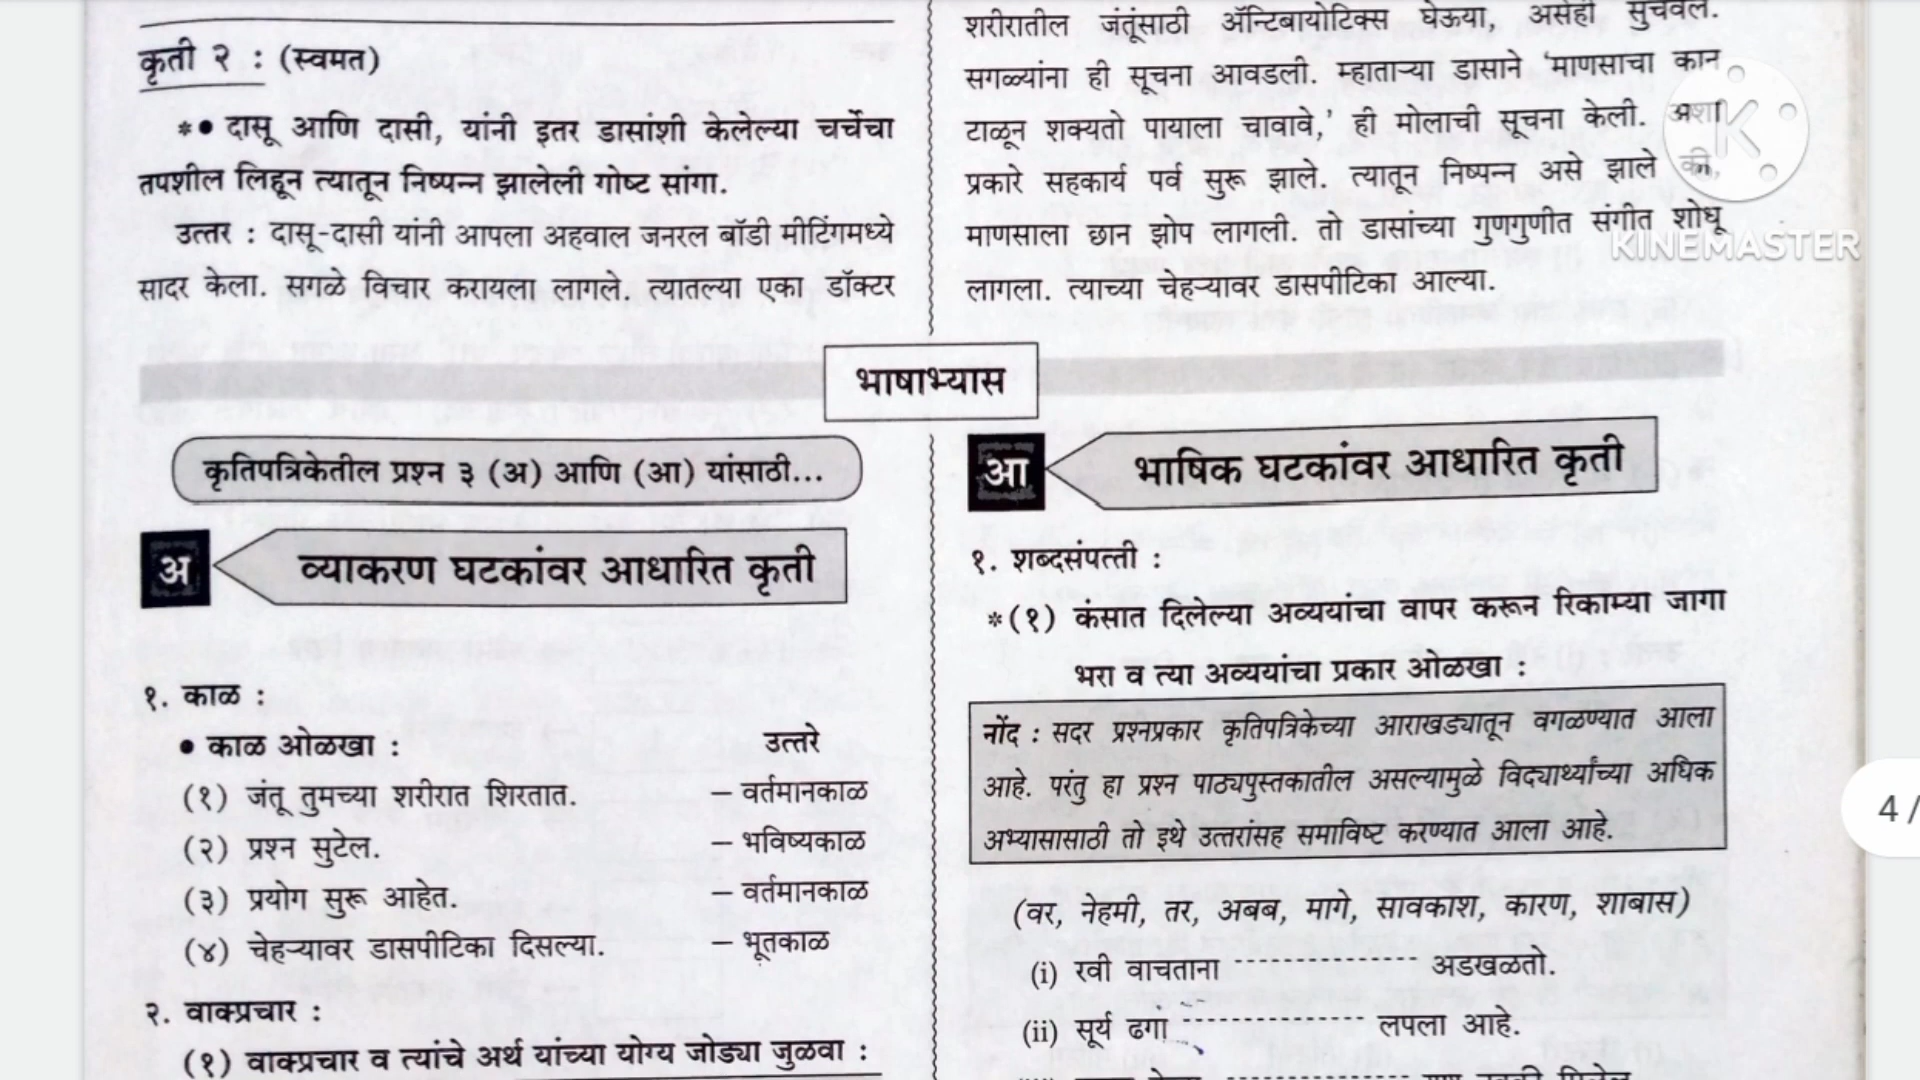 कृती २ : (स्वमत)
*● दासू आणि दासी, यांनी इतर डासांशी केलेल्या चर्चेचा
तपशील लिहून त्यातून निष्पन्न झालेली गोष्ट सांगा.
उत्तर : दासू-दासी यांनी आपला अहवाल जनरल बॉडी मीटिंगमध्ये
सादर केला. सगळे विचार करायला लागले. त्यातल्या एका डॉक्टर
शरीरातील जंतूंसाठी ॲन्टिबायोटिक्स घेऊया, असेही सुचवले.
सगळ्यांना ही सूचना आवडली. म्हाताऱ्या डासाने ‘माणसाचा कान
टाळून शक्यतो पायाला चावावे,’ ही मोलाची सूचना केली. अशा
प्रकारे सहकार्य पर्व सुरू झाले. त्यातून निष्पन्न असे झाले की,
माणसाला छान झोप लागली. तो डासांच्या गुणगुणीत संगीत शोधू
लागला. त्याच्या चेहऱ्यावर डासपीटिका आल्या.
KINEMASTER
भाषाभ्यास
कृतिपत्रिकेतील प्रश्न ३ (अ) आणि (आ) यांसाठी...
अ व्याकरण घटकांवर आधारित कृती
१. काळ :
● काळ ओळखा : उत्तरे
(१) जंतू तुमच्या शरीरात शिरतात. – वर्तमानकाळ
(२) प्रश्न सुटेल. – भविष्यकाळ
(३) प्रयोग सुरू आहेत. – वर्तमानकाळ
(४) चेहऱ्यावर डासपीटिका दिसल्या. – भूतकाळ
२. वाक्प्रचार :
(१) वाक्प्रचार व त्यांचे अर्थ यांच्या योग्य जोड्या जुळवा :
आ भाषिक घटकांवर आधारित कृती
१. शब्दसंपत्ती :
*(१) कंसात दिलेल्या अव्ययांचा वापर करून रिकाम्या जागा
भरा व त्या अव्ययांचा प्रकार ओळखा :
नोंद : सदर प्रश्नप्रकार कृतिपत्रिकेच्या आराखड्यातून वगळण्यात आला
आहे. परंतु हा प्रश्न पाठ्यपुस्तकातील असल्यामुळे विद्यार्थ्यांच्या अधिक
अभ्यासासाठी तो इथे उत्तरांसह समाविष्ट करण्यात आला आहे.
(वर, नेहमी, तर, अबब, मागे, सावकाश, कारण, शाबास)
(i) रवी वाचताना --------------- अडखळतो.
(ii) सूर्य ढगां --------------- लपला आहे.
4 /